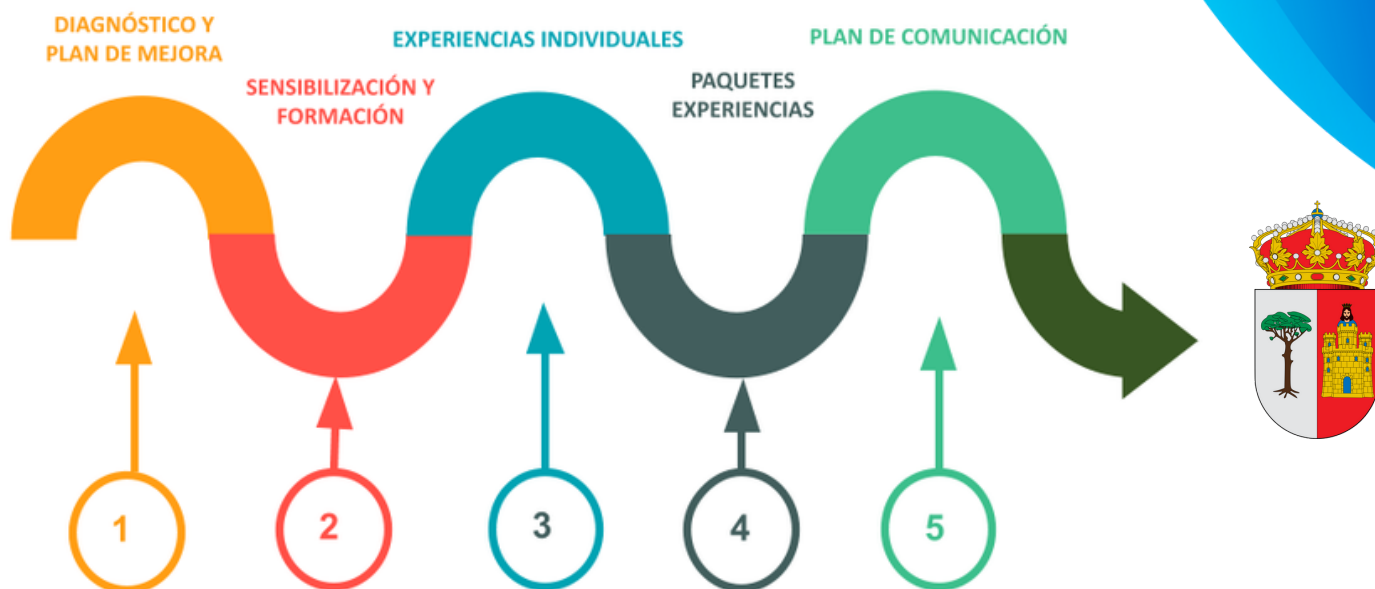 DIAGNÓSTICO Y
PLAN DE MEJORA
SENSIBILIZACIÓN Y
FORMACIÓN
EXPERIENCIAS INDIVIDUALES
PAQUETES
EXPERIENCIAS
PLAN DE COMUNICACIÓN
1
2
3
4
5